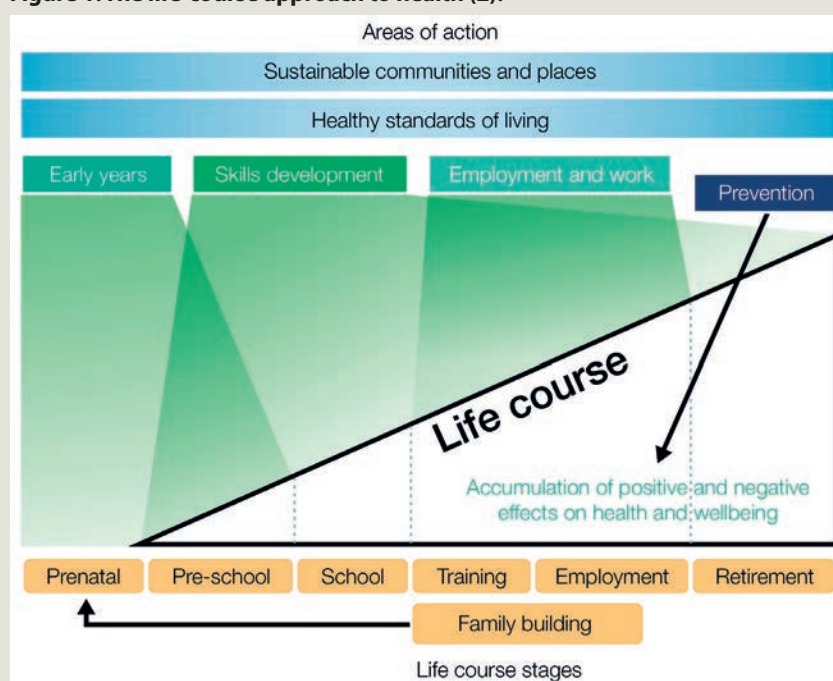 Areas of action
Sustainable communities and places
Healthy standards of living
Early years
Skills development
Employment and work
Prevention
Life course
Accumulation of positive and negative
effects on health and wellbeing
Prenatal
Pre-school
School
Training
Employment
Retirement
Family building
Life course stages